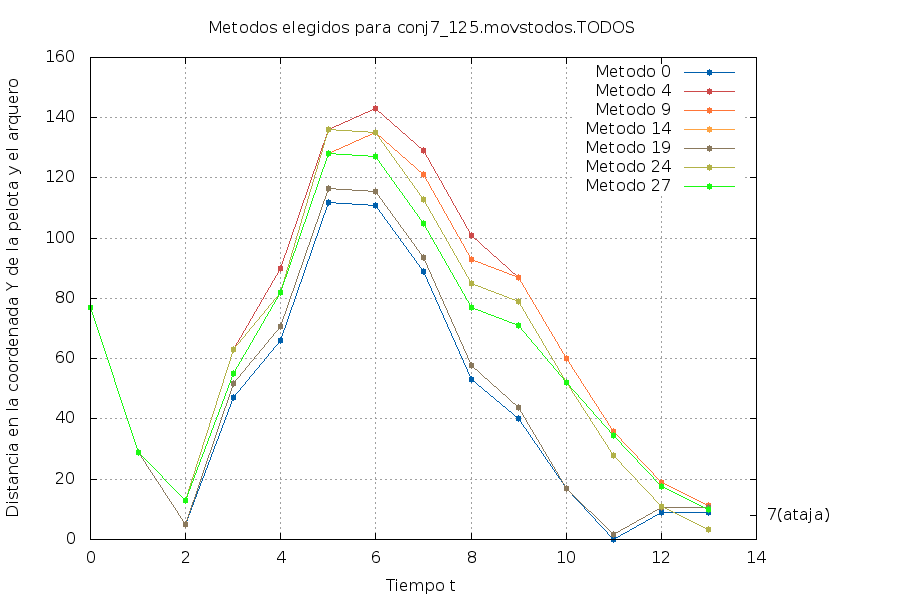 Metodos elegidos para conj7_125.movstodos.TODOS
Distancia en la coordenada Y de la pelota y el arquero
160
140
120
100
80
60
40
20
0
Metodo 0
Metodo 4
Metodo 9
Metodo 14
Metodo 19
Metodo 24
Metodo 27
7(ataja)
0 2 4 6 8 10 12 14
Tiempo t